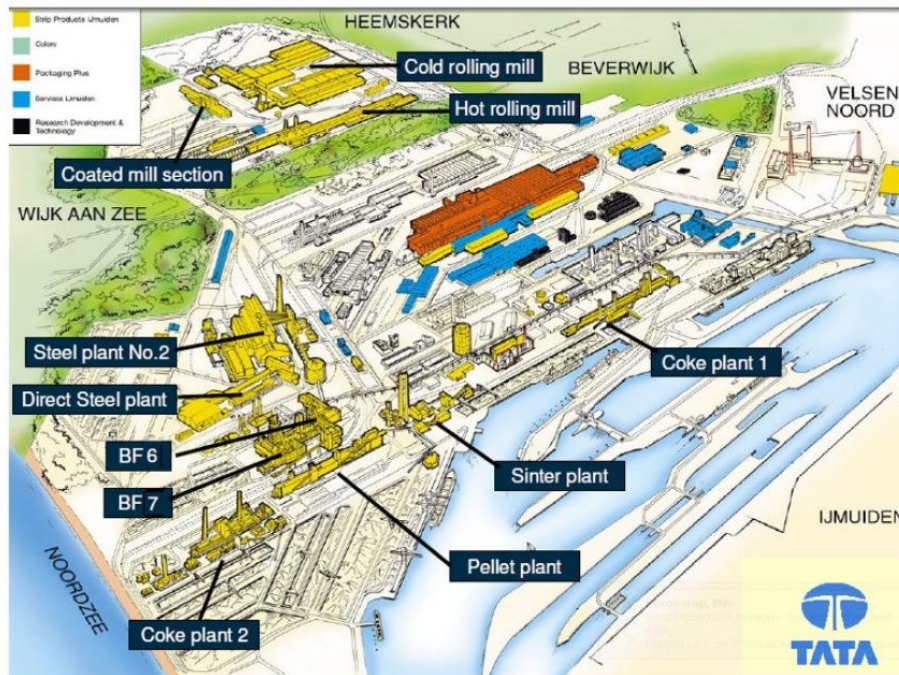 Strip Products IJmuiden
Colors
Packaging Plus
Services IJmuiden
Research Development &
Technology
HEEMSKERK
Cold rolling mill
BEVERWIJK
Hot rolling mill
VELSEN
NOORD
Coated mill section
WIJK AAN ZEE
Steel plant No.2
Coke plant 1
Direct Steel plant
BF 6
Sinter plant
BF 7
IJMUIDEN
Pellet plant
NOORDZEE
Coke plant 2
TATA